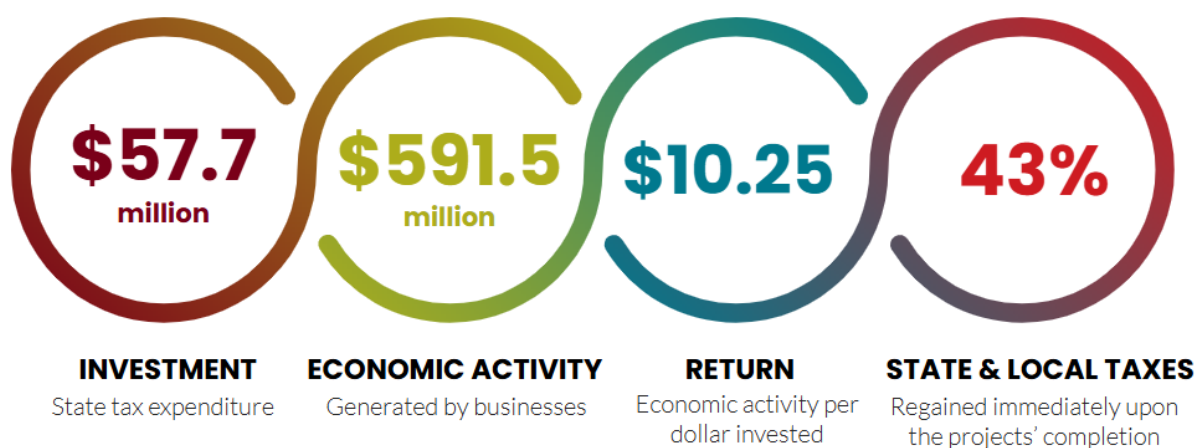 $57.7
million
$591.5
million
$10.25
43%
INVESTMENT
State tax expenditure
ECONOMIC ACTIVITY
Generated by businesses
RETURN
Economic activity per
dollar invested
STATE & LOCAL TAXES
Regained immediately upon
the projects' completion